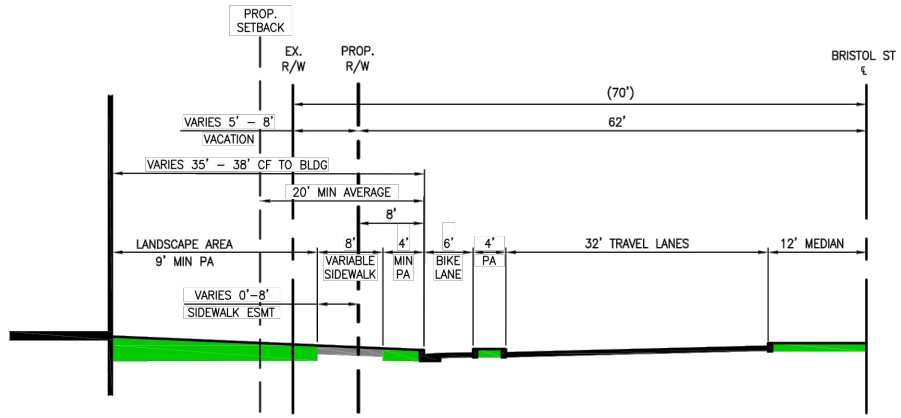 PROP.
SETBACK
EX.
R/W
PROP.
R/W
BRISTOL ST
℄
(70')
VARIES 5' - 8'
VACATION
62'
VARIES 35' - 38' CF TO BLDG
20' MIN AVERAGE
8'
LANDSCAPE AREA
9' MIN PA
8'
VARIABLE
SIDEWALK
4'
MIN
PA
6'
BIKE
LANE
4'
PA
32' TRAVEL LANES
12' MEDIAN
VARIES 0'-8'
SIDEWALK ESMT